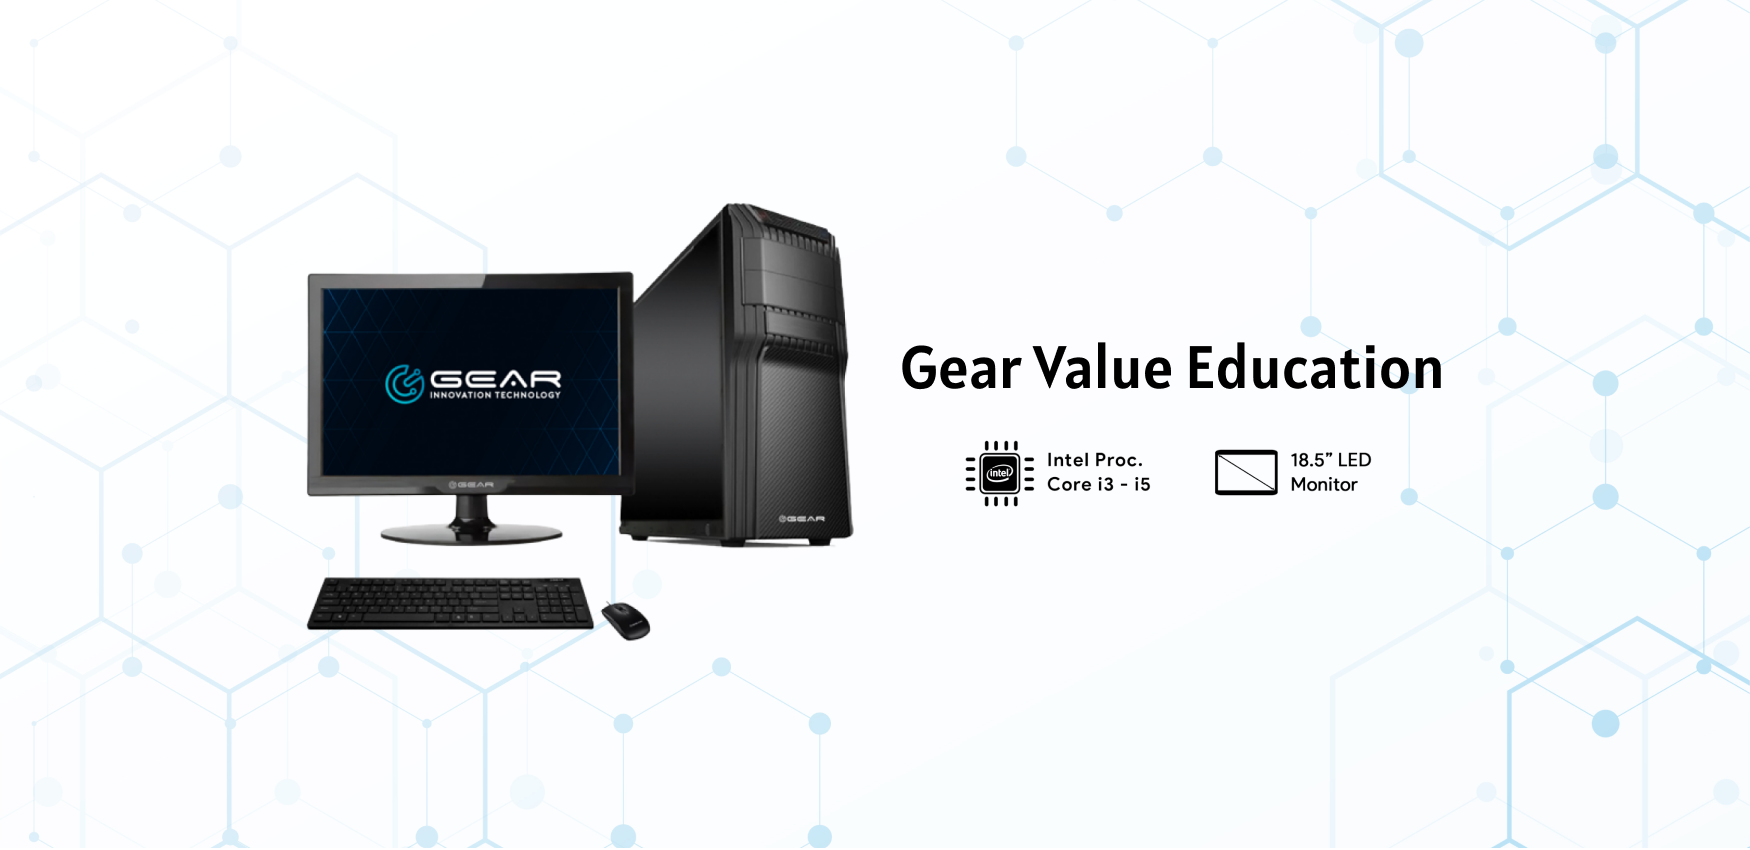 GEAR
INNOVATION TECHNOLOGY
GEAR
GEAR
Gear Value Education
intel
Intel Proc.
Core i3 - i5
18.5” LED
Monitor